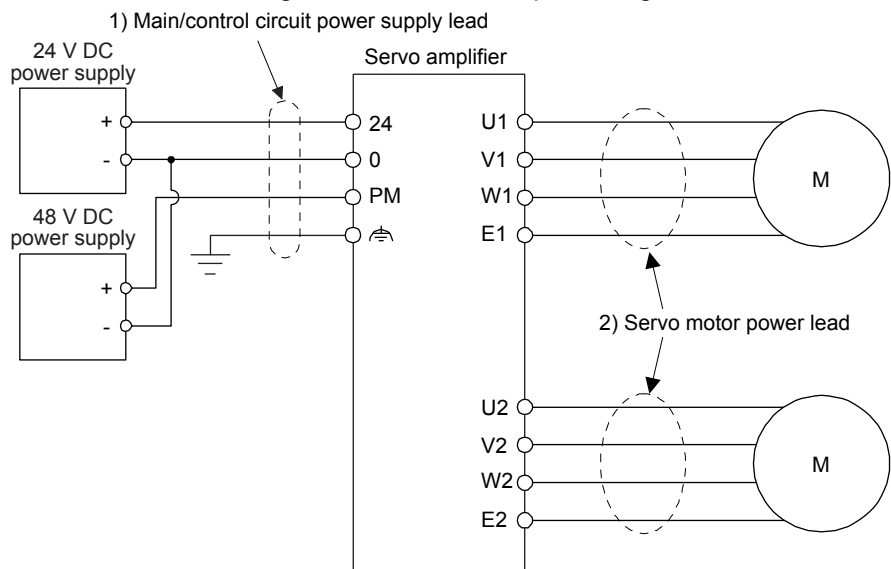 1) Main/control circuit power supply lead
24 V DC
power supply
Servo amplifier
+
-
24
0
PM
48 V DC
power supply
+
-
U1
V1
W1
E1
M
2) Servo motor power lead
U2
V2
W2
E2
M